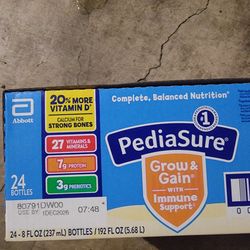 Abbott
20% MORE
VITAMIN D*
CALCIUM FOR
STRONG BONES
27 VITAMINS &
MINERALS
7g PROTEIN
3g PREBIOTICS
24
BOTTLES
80791DW00
USE BY 1DEC2026 07:48
Complete, Balanced Nutrition*
#1
PediaSure
Grow &
Gain*
WITH
Immune
Support*
24 - 8 FL OZ (237 mL) BOTTLES / 192 FL OZ (5.68 L)
0